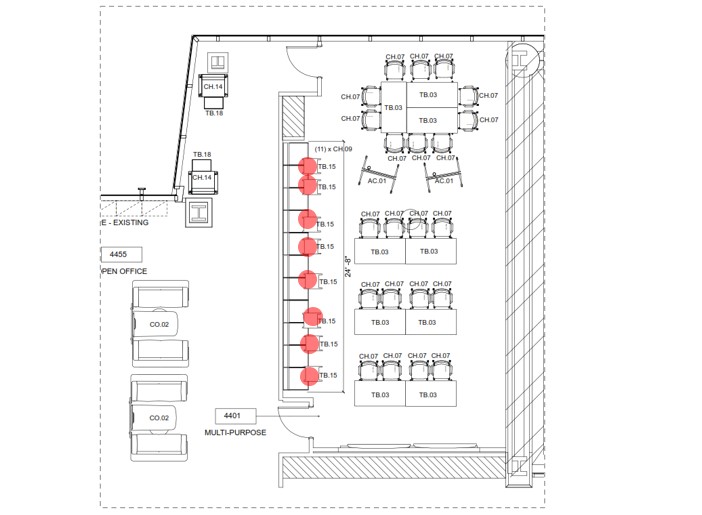 CH.07 CH.07 CH.07
CH.14
CH.07 TB.03 CH.07
TB.03
TB.18
CH.07 TB.03 CH.07
(11) x CH.09
TB.18
CH.07 CH.07 CH.07
TB.15
CH.14
AC.01 AC.01
TB.15
CH.07 CH.07 CH.07 CH.07
E - EXISTING
TB.15
4455
TB.15
TB.03 TB.03
PEN OFFICE
24' -8"
TB.15
CH.07 CH.07 CH.07 CH.07
CO.02
TB.15
TB.03 TB.03
TB.15
CH.07 CH.07 CH.07 CH.07
TB.15
TB.03 TB.03
CO.02
4401
MULTI-PURPOSE